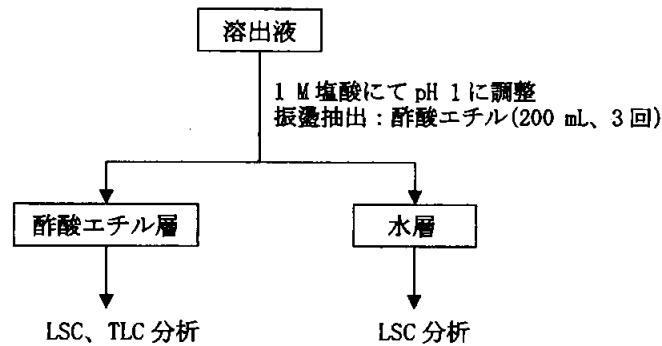 溶出液
1 M 塩酸にて pH 1 に調整
振盪抽出：酢酸エチル(200 mL、3 回)
酢酸エチル層
水層
LSC、TLC 分析
LSC 分析